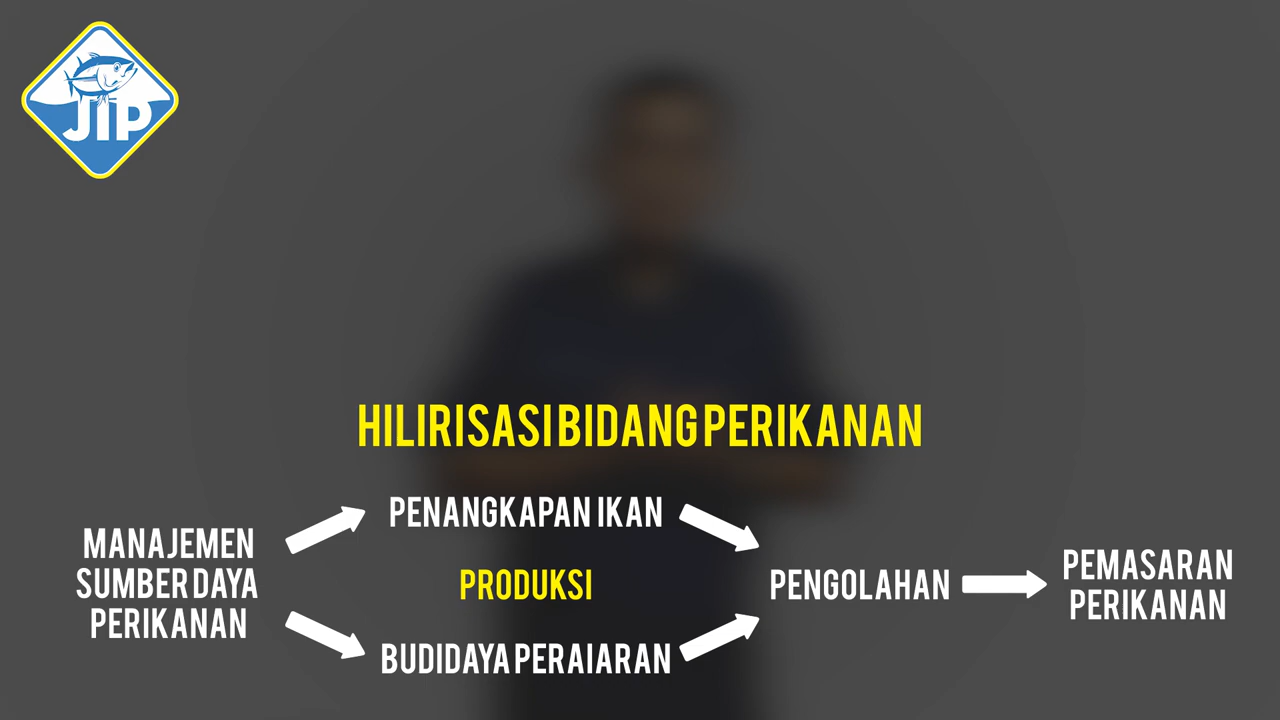 JIP
HILIRISASI BIDANG PERIKANAN
MANAJEMEN
SUMBER DAYA
PERIKANAN
PENANGKAPAN IKAN
PRODUKSI
BUDIDAYA PERAIARAN
PENGOLAHAN
PEMASARAN
PERIKANAN